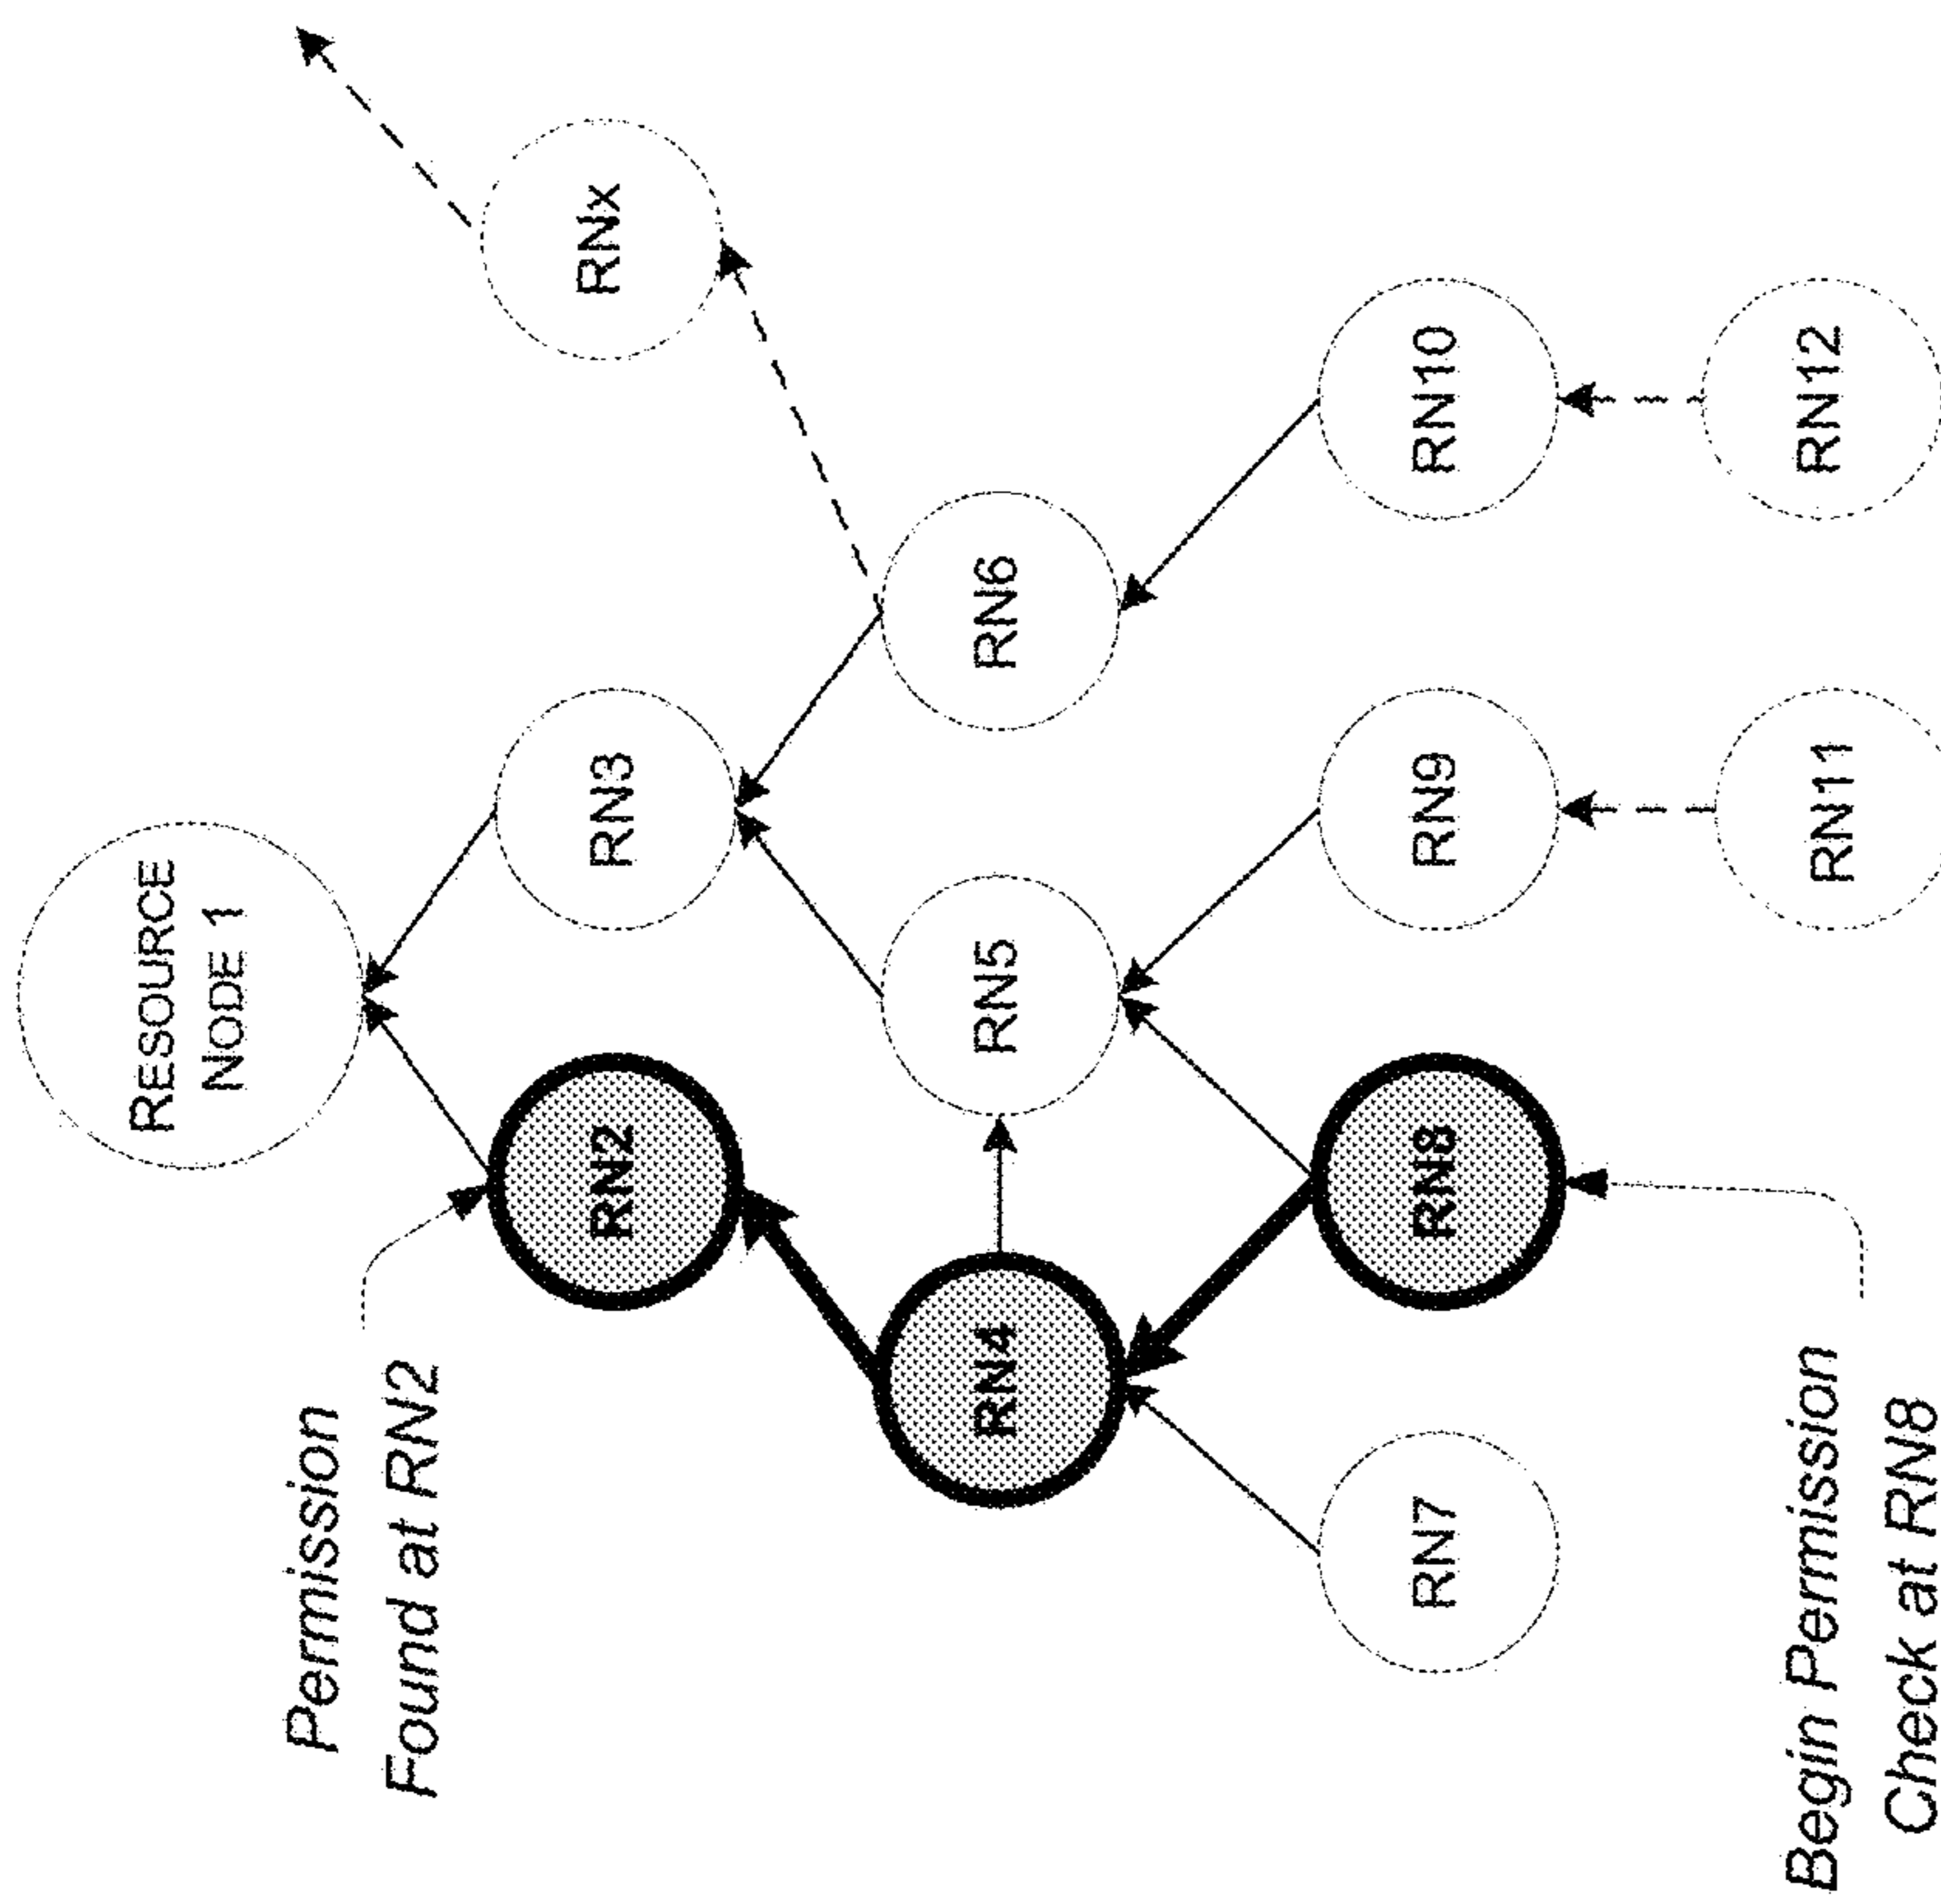 RESOURCE
NODE 1
Permission
Found at RN2
RN2
RN3
RNx
RN4
RN5
RN6
RN7
RN8
RN9
RN10
Begin Permission
Check at RN8
RN11
RN12